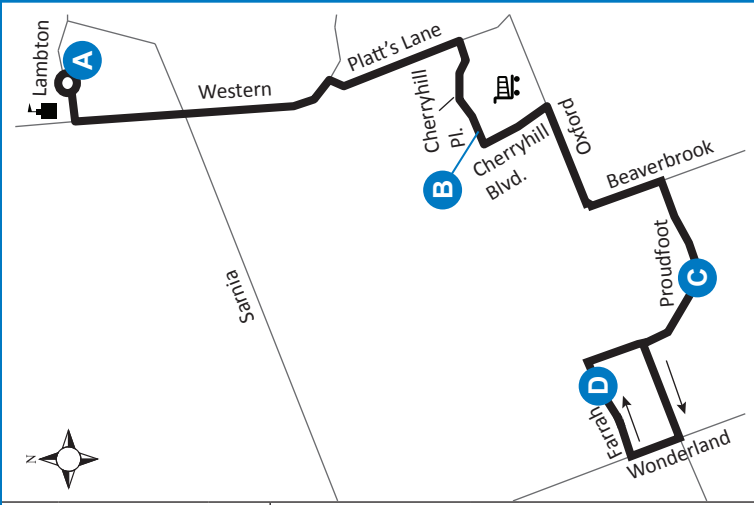 Lambton
A
Western
Platt's Lane
Cherryhill
Pl.
Cherryhill
Blvd.
B
Oxford
Beaverbrook
Sarnia
Proudfoot
C
D
Farrah
N
Wonderland